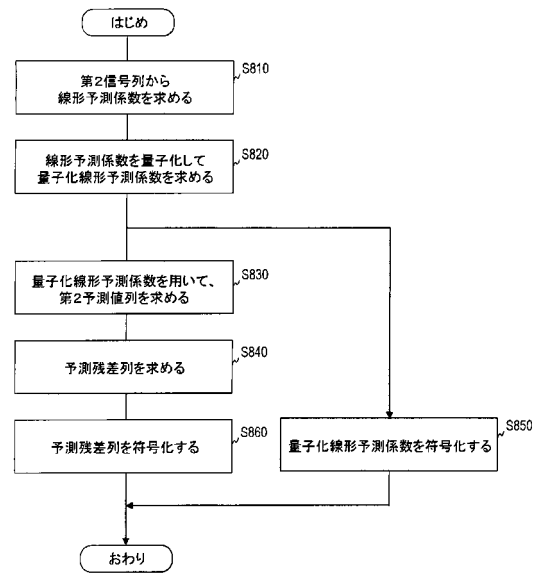 はじめ
S810
第2信号列から
線形予測係数を求める
S820
線形予測係数を量子化して
量子化線形予測係数を求める
S830
量子化線形予測係数を用いて、
第2予測値列を求める
S840
予測残差列を求める
S860
予測残差列を符号化する
S850
量子化線形予測係数を符号化する
おわり